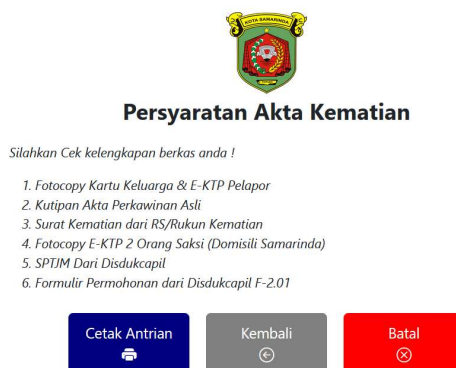 KOTA SAMARINDA
Persyaratan Akta Kematian
Silahkan Cek kelengkapan berkas anda !
1. Fotocopy Kartu Keluarga & E-KTP Pelapor
2. Kutipan Akta Perkawinan Asli
3. Surat Kematian dari RS/Rukun Kematian
4. Fotocopy E-KTP 2 Orang Saksi (Domisili Samarinda)
5. SPTJM Dari Disdukcapil
6. Formulir Permohonan dari Disdukcapil F-2.01
Cetak Antrian Kembali Batal